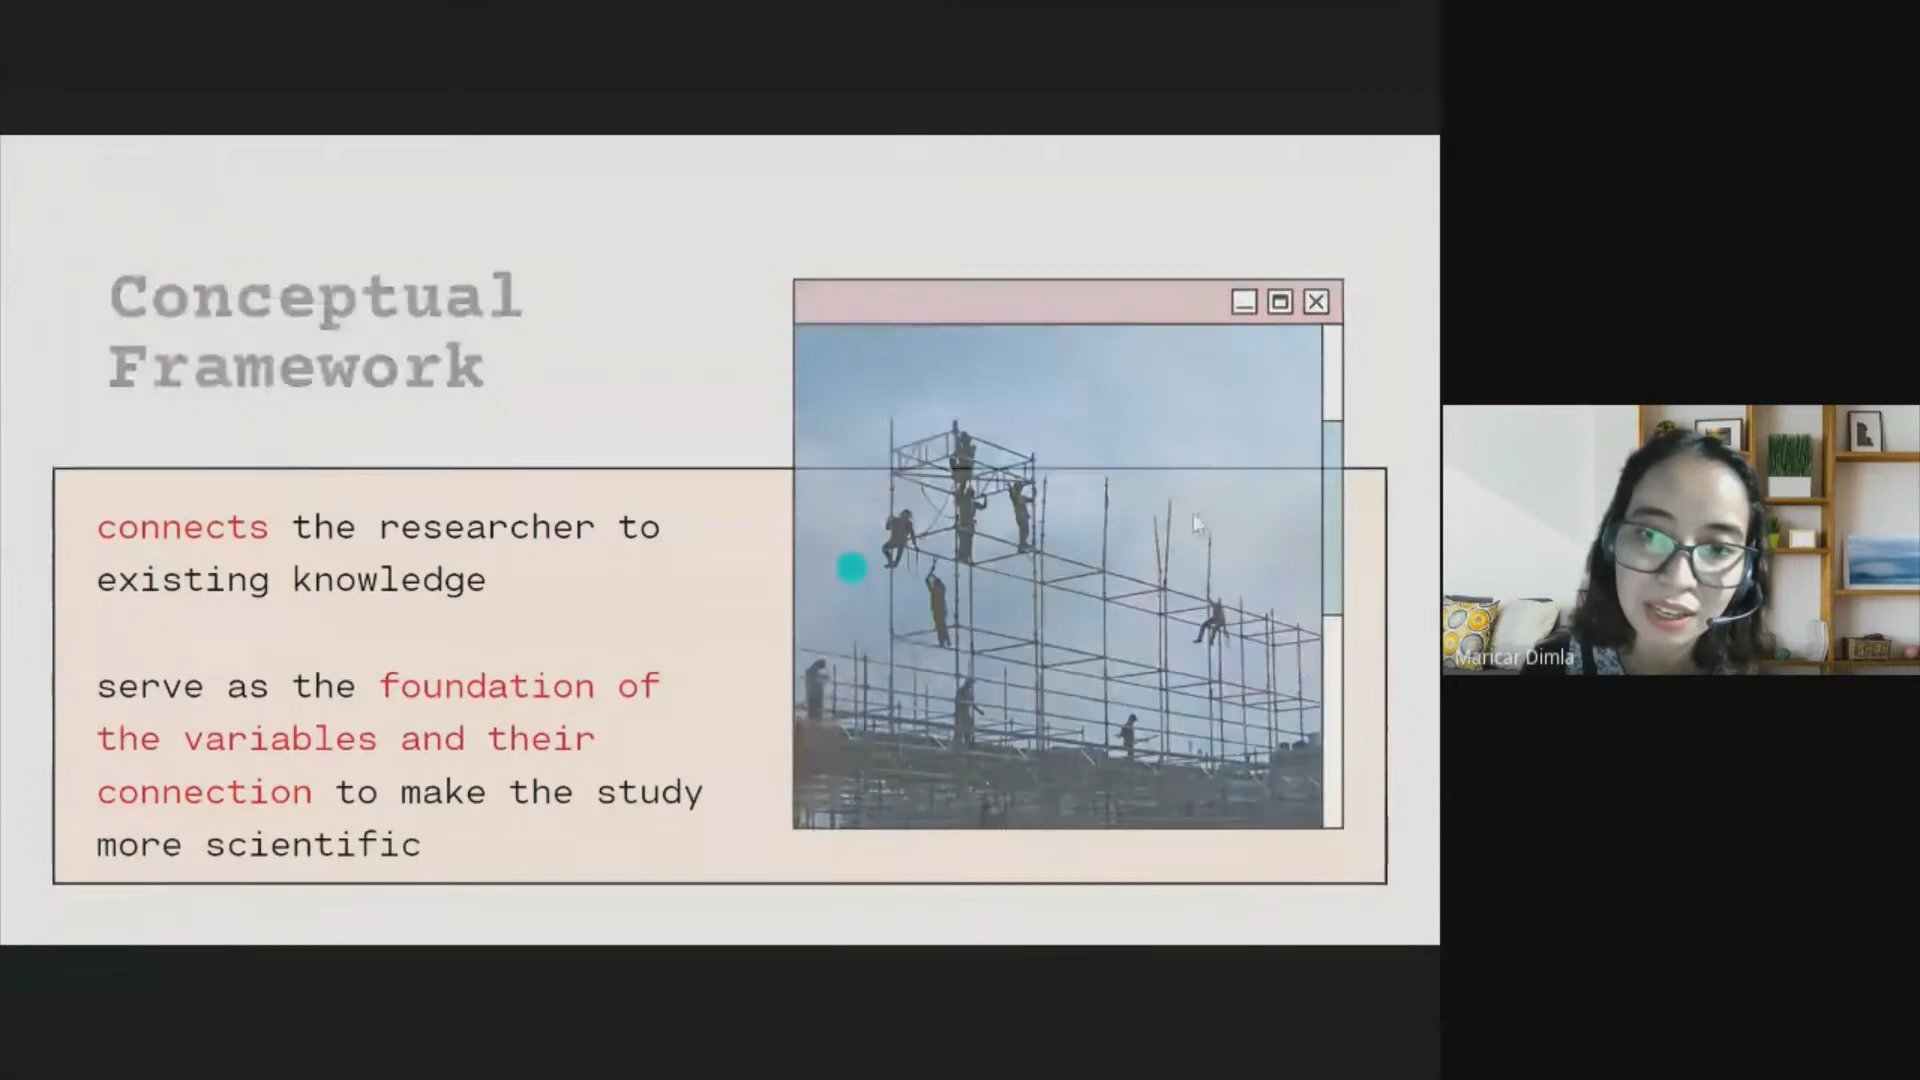 Conceptual
Framework
connects the researcher to
existing knowledge
serve as the foundation of
the variables and their
connection to make the study
more scientific
Maricar Dimla